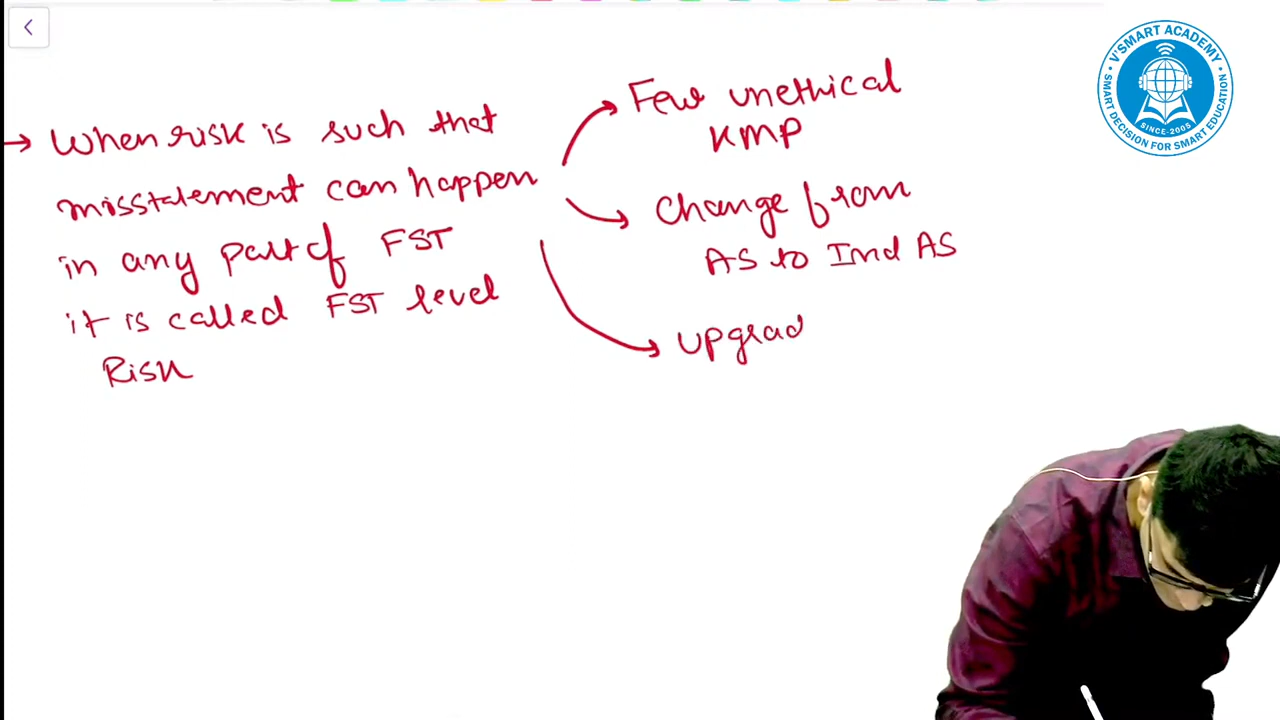 → When risk is such that
misstatement can happen
in any part of FST
it is called FST level
Risk
→ Few unethical
KMP
→ Change from
AS to Ind AS
→ upgrad
V'SMART ACADEMY
SINCE-2005
SMART DECISION FOR SMART EDUCATION